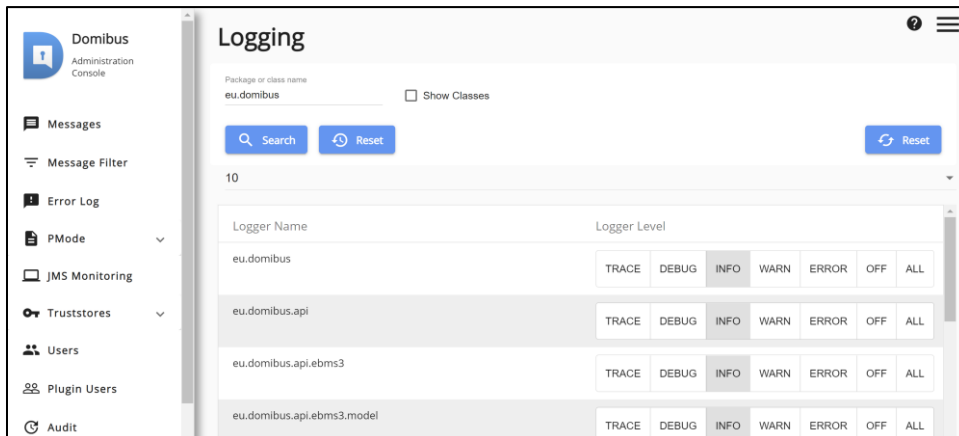 Domibus
Administration
Console
Messages
Message Filter
Error Log
PMode
JMS Monitoring
Truststores
Users
Plugin Users
Audit
Logging
Package or class name
eu.domibus
Show Classes
Search
Reset
Reset
10
Logger Name Logger Level
eu.domibus TRACE DEBUG INFO WARN ERROR OFF ALL
eu.domibus.api TRACE DEBUG INFO WARN ERROR OFF ALL
eu.domibus.api.ebms3 TRACE DEBUG INFO WARN ERROR OFF ALL
eu.domibus.api.ebms3.model TRACE DEBUG INFO WARN ERROR OFF ALL